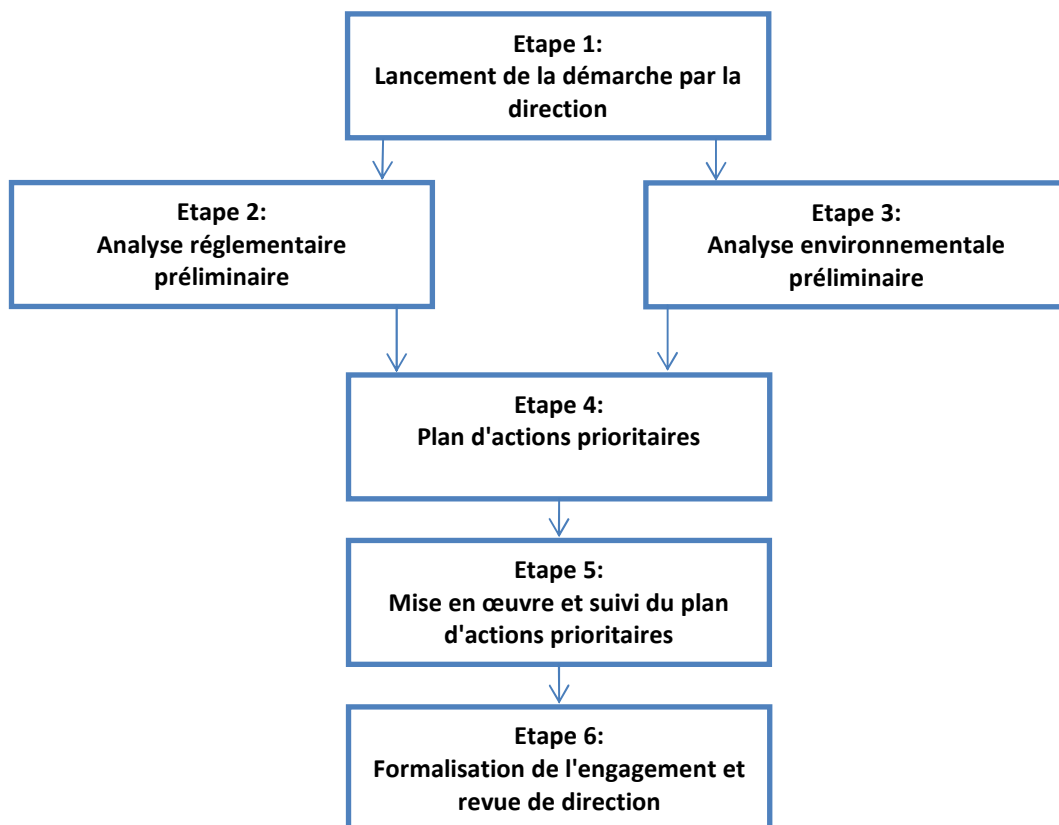 Etape 1:
Lancement de la démarche par la
direction
Etape 2:
Analyse réglementaire
préliminaire
Etape 3:
Analyse environnementale
préliminaire
Etape 4:
Plan d'actions prioritaires
Etape 5:
Mise en œuvre et suivi du plan
d'actions prioritaires
Etape 6:
Formalisation de l'engagement et
revue de direction